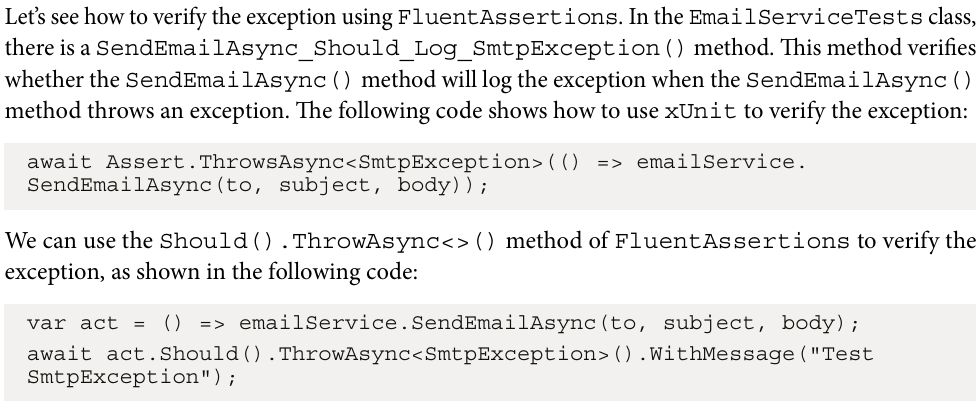 Let’s see how to verify the exception using FluentAssertions. In the EmailServiceTests class,
there is a SendEmailAsync_Should_Log_SmtpException() method. This method verifies
whether the SendEmailAsync() method will log the exception when the SendEmailAsync()
method throws an exception. The following code shows how to use xUnit to verify the exception:
await Assert.ThrowsAsync<SmtpException>(() => emailService.
SendEmailAsync(to, subject, body));
We can use the Should().ThrowAsync<>() method of FluentAssertions to verify the
exception, as shown in the following code:
var act = () => emailService.SendEmailAsync(to, subject, body);
await act.Should().ThrowAsync<SmtpException>().WithMessage("Test
SmtpException");